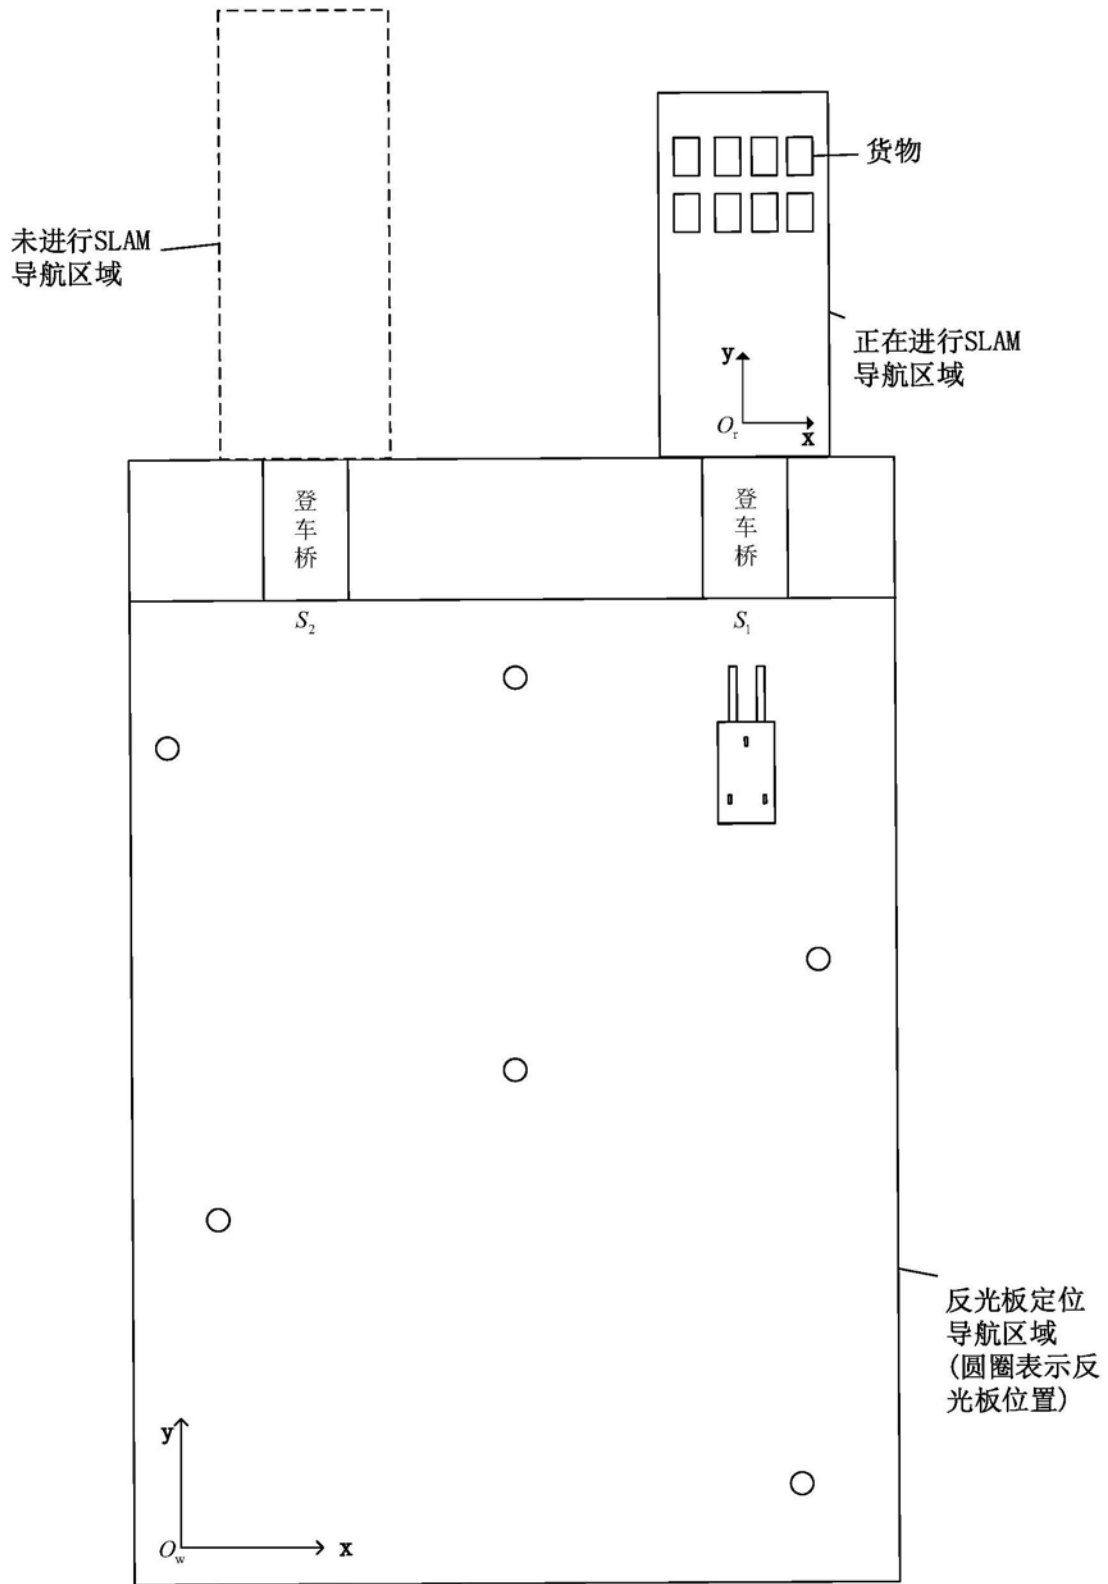 货物
未进行SLAM
导航区域
正在进行SLAM
导航区域
y
Or
x
登
车
桥
登
车
桥
S2
S1
反光板定位
导航区域
(圆圈表示反
光板位置)
y
Ow
x